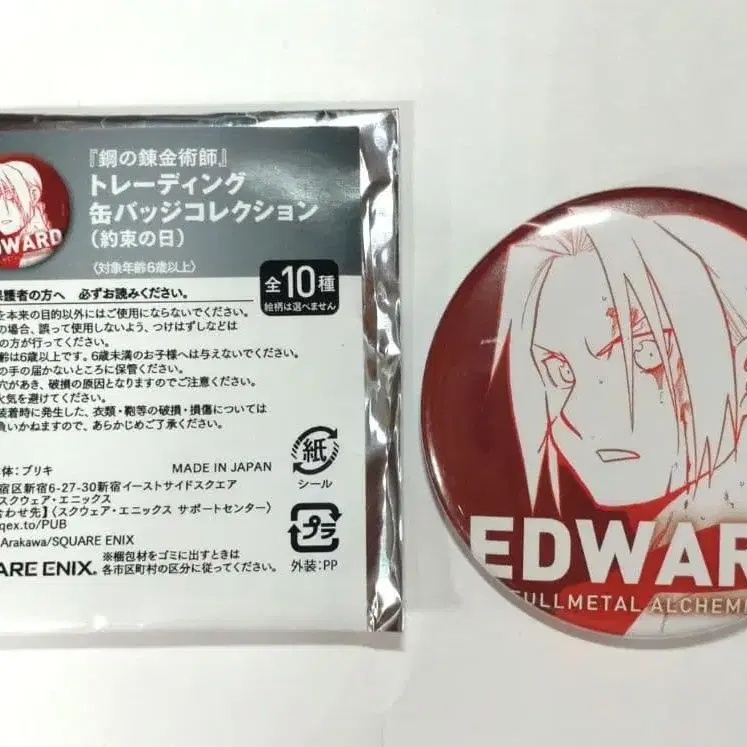 EDWARD
『鋼の錬金術師』
トレーディング
缶バッジコレクション
(約束の日)
〈対象年齢6歳以上〉
全10種
絵柄は選べません
保護者の方へ 必ずお読みください。
を本来の目的以外にはご使用にならないでください。
の場合、誤って使用しないよう、つけはずしなどは
の方が行ってください。
齢は6歳以上です。6歳未満のお子様へは与えないでください。
の手の届かないところに保管ください。
穴があき、破損の原因となりますのでご注意ください。
火気を避けてください。
装着時に発生した、衣類・鞄等の破損・損傷については
負いかねますので、あらかじめご了承ください。
体:ブリキ
MADE IN JAPAN
宿区新宿6-27-30新宿イーストサイドスクエア
スクウェア・エニックス
合わせ先】〈スクウェア・エニックス サポートセンター〉
qex.to/PUB
Arakawa/SQUARE ENIX
UARE ENIX.
※梱包材をゴミに出すときは
各市区町村の区分に従ってください。
紙
シール
プラ
外装:PP
EDWAR
FULLMETAL ALCHEM